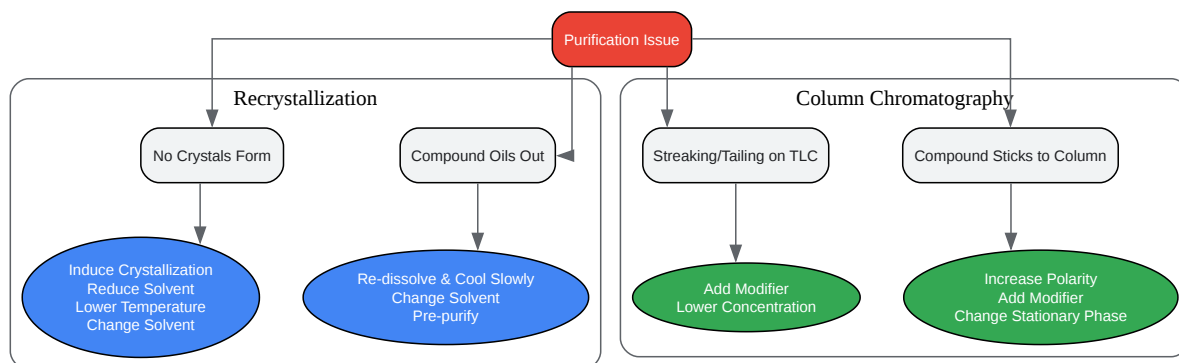 Purification Issue
Recrystallization
Column Chromatography
No Crystals Form
Compound Oils Out
Streaking/Tailing on TLC
Compound Sticks to Column
Induce Crystallization
Reduce Solvent
Lower Temperature
Change Solvent
Re-dissolve & Cool Slowly
Change Solvent
Pre-purify
Add Modifier
Lower Concentration
Increase Polarity
Add Modifier
Change Stationary Phase